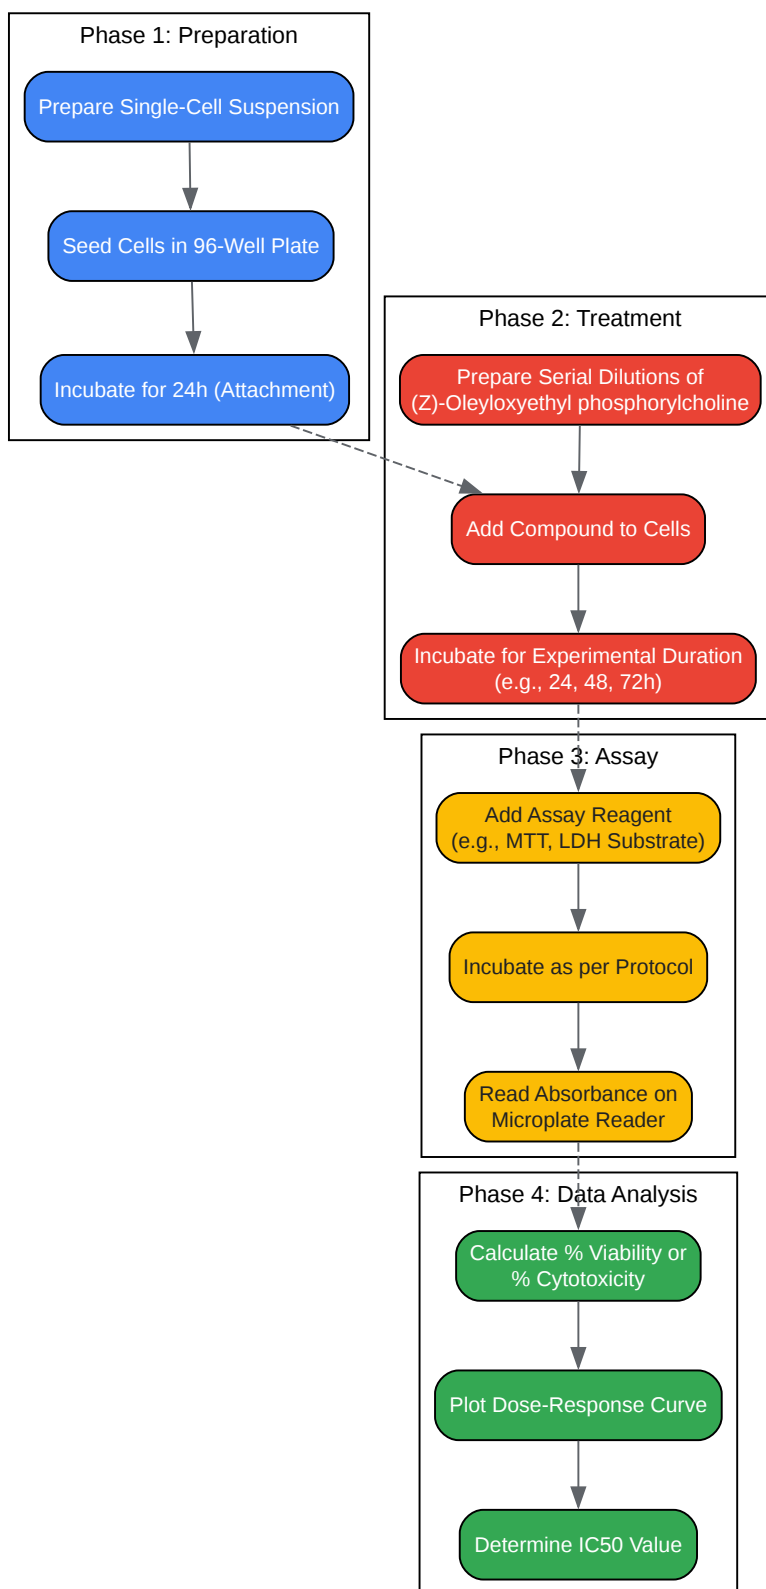 Phase 1: Preparation
Prepare Single-Cell Suspension
Seed Cells in 96-Well Plate
Incubate for 24h (Attachment)
Phase 2: Treatment
Prepare Serial Dilutions of
(Z)-Oleyloxyethyl phosphorylcholine
Add Compound to Cells
Incubate for Experimental Duration
(e.g., 24, 48, 72h)
Phase 3: Assay
Add Assay Reagent
(e.g., MTT, LDH Substrate)
Incubate as per Protocol
Read Absorbance on
Microplate Reader
Phase 4: Data Analysis
Calculate % Viability or
% Cytotoxicity
Plot Dose-Response Curve
Determine IC50 Value